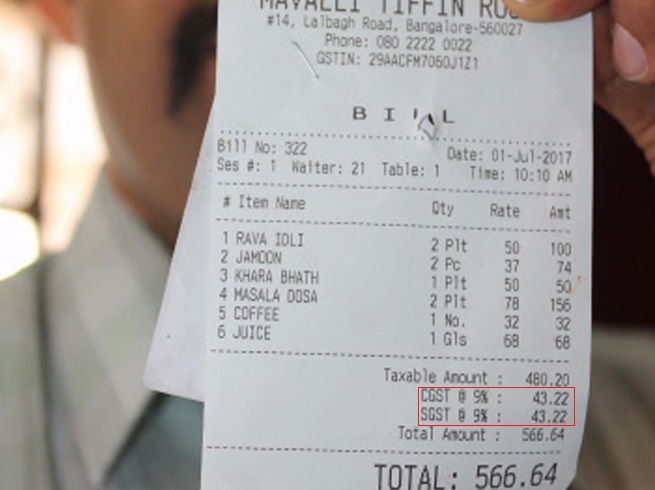 MAVALLI TIFFIN
#14, Lalbagh Road, Bangalore-560027
Phone: 080 2222 0022
GSTIN: 29AACFM7050J1Z1
B I L L
Bill No: 322 Date: 01-Jul-2017
Ses #: 1 Waiter: 21 Table: 1 Time: 10:10 AM
# Item Name Qty Rate Amt
1 RAVA IDLI 2 Plt 50 100
2 JAMOON 2 Pc 37 74
3 KHARA BHATH 1 Plt 50 50
4 MASALA DOSA 2 Plt 78 156
5 COFFEE 1 No. 32 32
6 JUICE 1 Gls 68 68
Taxable Amount : 480.20
CGST @ 9% : 43.22
SGST @ 9% : 43.22
Total Amount : 566.64
TOTAL: 566.64